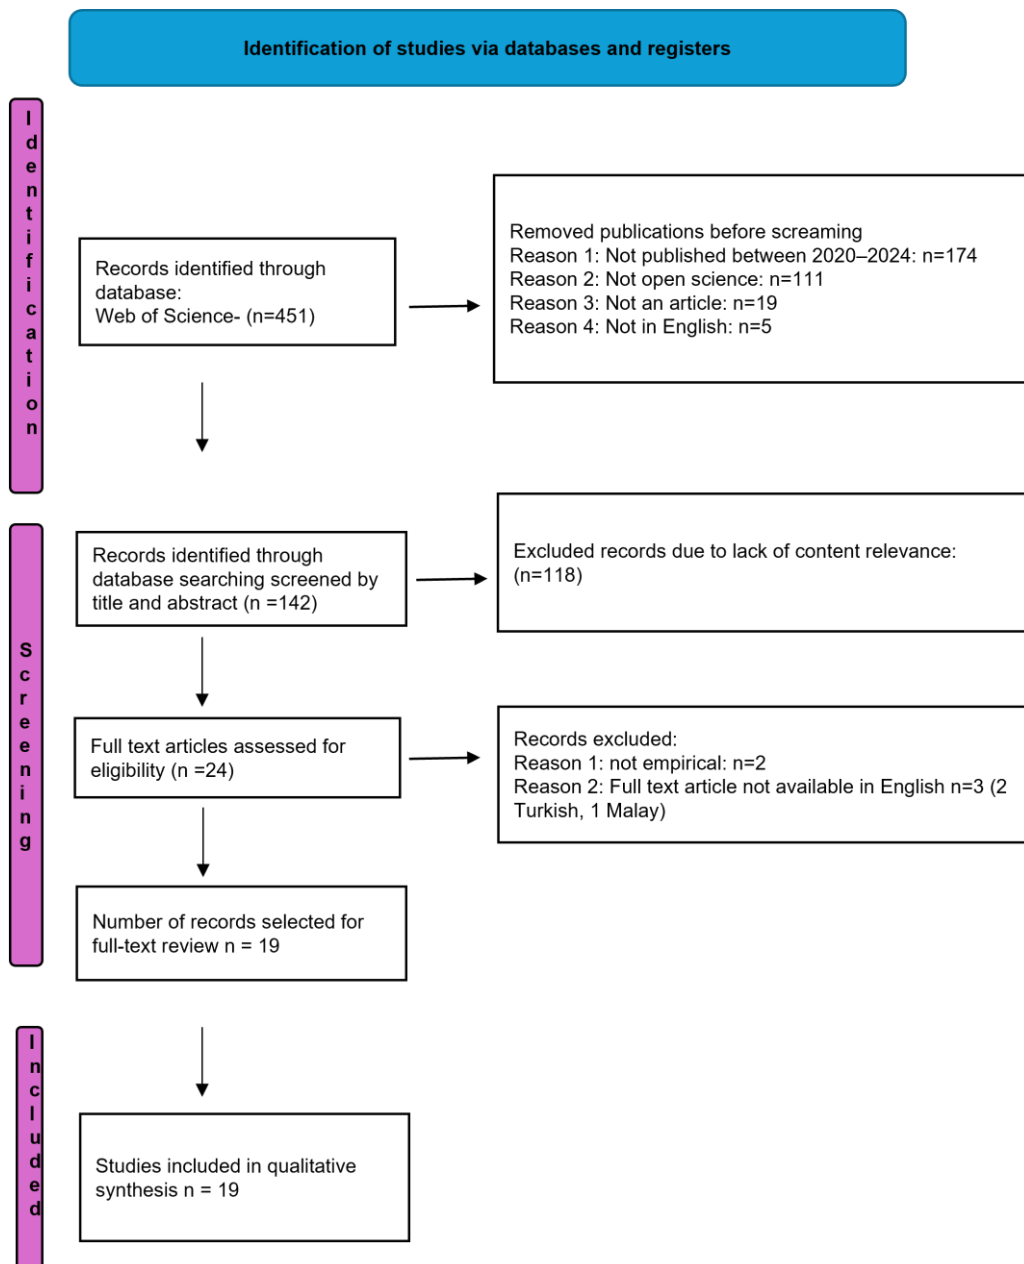 Identification of studies via databases and registers
Identification
Records identified through
database:
Web of Science- (n=451)
Removed publications before screaming
Reason 1: Not published between 2020–2024: n=174
Reason 2: Not open science: n=111
Reason 3: Not an article: n=19
Reason 4: Not in English: n=5
Screening
Records identified through
database searching screened by
title and abstract (n =142)
Excluded records due to lack of content relevance:
(n=118)
Full text articles assessed for
eligibility (n =24)
Records excluded:
Reason 1: not empirical: n=2
Reason 2: Full text article not available in English n=3 (2
Turkish, 1 Malay)
Number of records selected for
full-text review n = 19
Included
Studies included in qualitative
synthesis n = 19